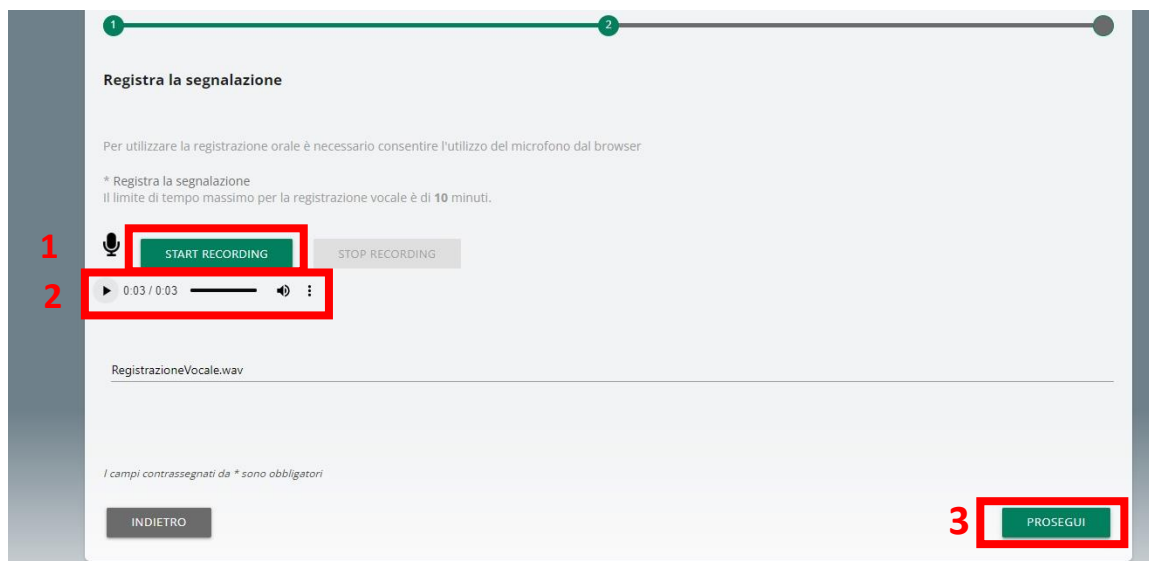 1 2
Registra la segnalazione
Per utilizzare la registrazione orale è necessario consentire l'utilizzo del microfono dal browser
* Registra la segnalazione
Il limite di tempo massimo per la registrazione vocale è di 10 minuti.
1 START RECORDING STOP RECORDING
2 0:03 / 0:03
RegistrazioneVocale.wav
I campi contrassegnati da * sono obbligatori
INDIETRO 3 PROSEGUI